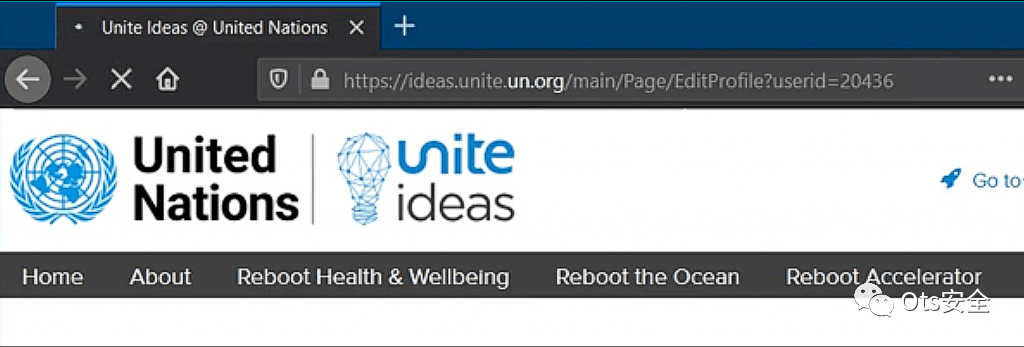 Unite Ideas @ United Nations
https://ideas.unite.un.org/main/Page/EditProfile?userid=20436
United
Nations
unite
ideas
Go to
Home About Reboot Health & Wellbeing Reboot the Ocean Reboot Accelerator
Ots安全